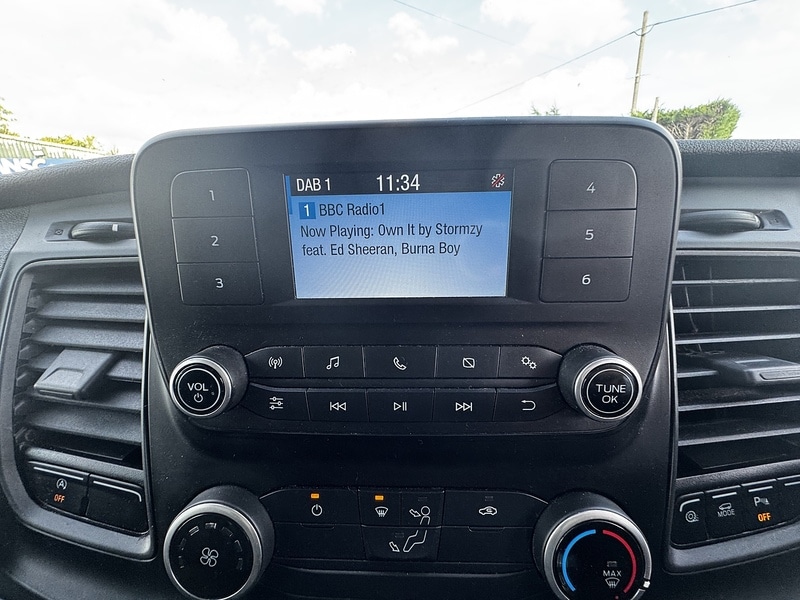 DAB 1 11:34
1 BBC Radio1
Now Playing: Own It by Stormzy
feat. Ed Sheeran, Burna Boy
1
2
3
4
5
6
VOL
TUNE
OK
A
OFF
MODE
OFF
MAX